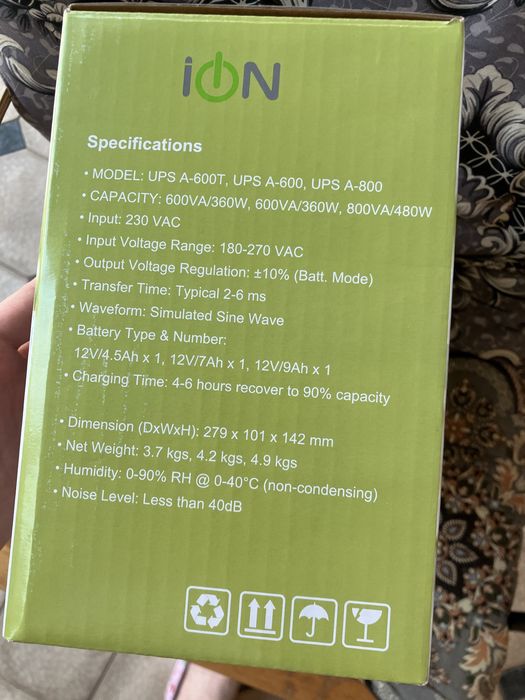 iON
Specifications
• MODEL: UPS A-600T, UPS A-600, UPS A-800
• CAPACITY: 600VA/360W, 600VA/360W, 800VA/480W
• Input: 230 VAC
• Input Voltage Range: 180-270 VAC
• Output Voltage Regulation: ±10% (Batt. Mode)
• Transfer Time: Typical 2-6 ms
• Waveform: Simulated Sine Wave
• Battery Type & Number:
12V/4.5Ah x 1, 12V/7Ah x 1, 12V/9Ah x 1
• Charging Time: 4-6 hours recover to 90% capacity
• Dimension (DxWxH): 279 x 101 x 142 mm
• Net Weight: 3.7 kgs, 4.2 kgs, 4.9 kgs
• Humidity: 0-90% RH @ 0-40°C (non-condensing)
• Noise Level: Less than 40dB